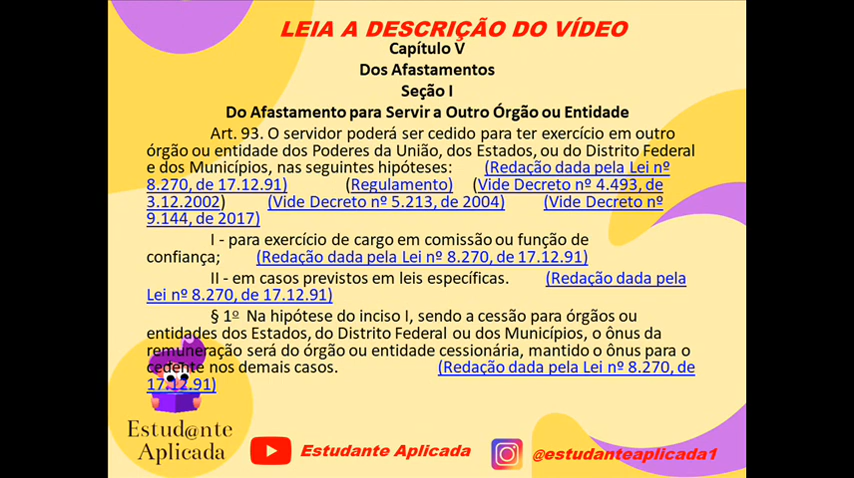 LEIA A DESCRIÇÃO DO VÍDEO
Capítulo V
Dos Afastamentos
Seção I
Do Afastamento para Servir a Outro Órgão ou Entidade
Art. 93. O servidor poderá ser cedido para ter exercício em outro
órgão ou entidade dos Poderes da União, dos Estados, ou do Distrito Federal
e dos Municípios, nas seguintes hipóteses: (Redação dada pela Lei nº
8.270, de 17.12.91) (Regulamento) (Vide Decreto nº 4.493, de
3.12.2002) (Vide Decreto nº 5.213, de 2004) (Vide Decreto nº
9.144, de 2017)
I - para exercício de cargo em comissão ou função de
confiança; (Redação dada pela Lei nº 8.270, de 17.12.91)
II - em casos previstos em leis específicas. (Redação dada pela
Lei nº 8.270, de 17.12.91)
§ 1º Na hipótese do inciso I, sendo a cessão para órgãos ou
entidades dos Estados, do Distrito Federal ou dos Municípios, o ônus da
remuneração será do órgão ou entidade cessionária, mantido o ônus para o
cedente nos demais casos. (Redação dada pela Lei nº 8.270, de
17.12.91)
Estud@nte
Aplicada
Estudante Aplicada
@estudanteaplicada1